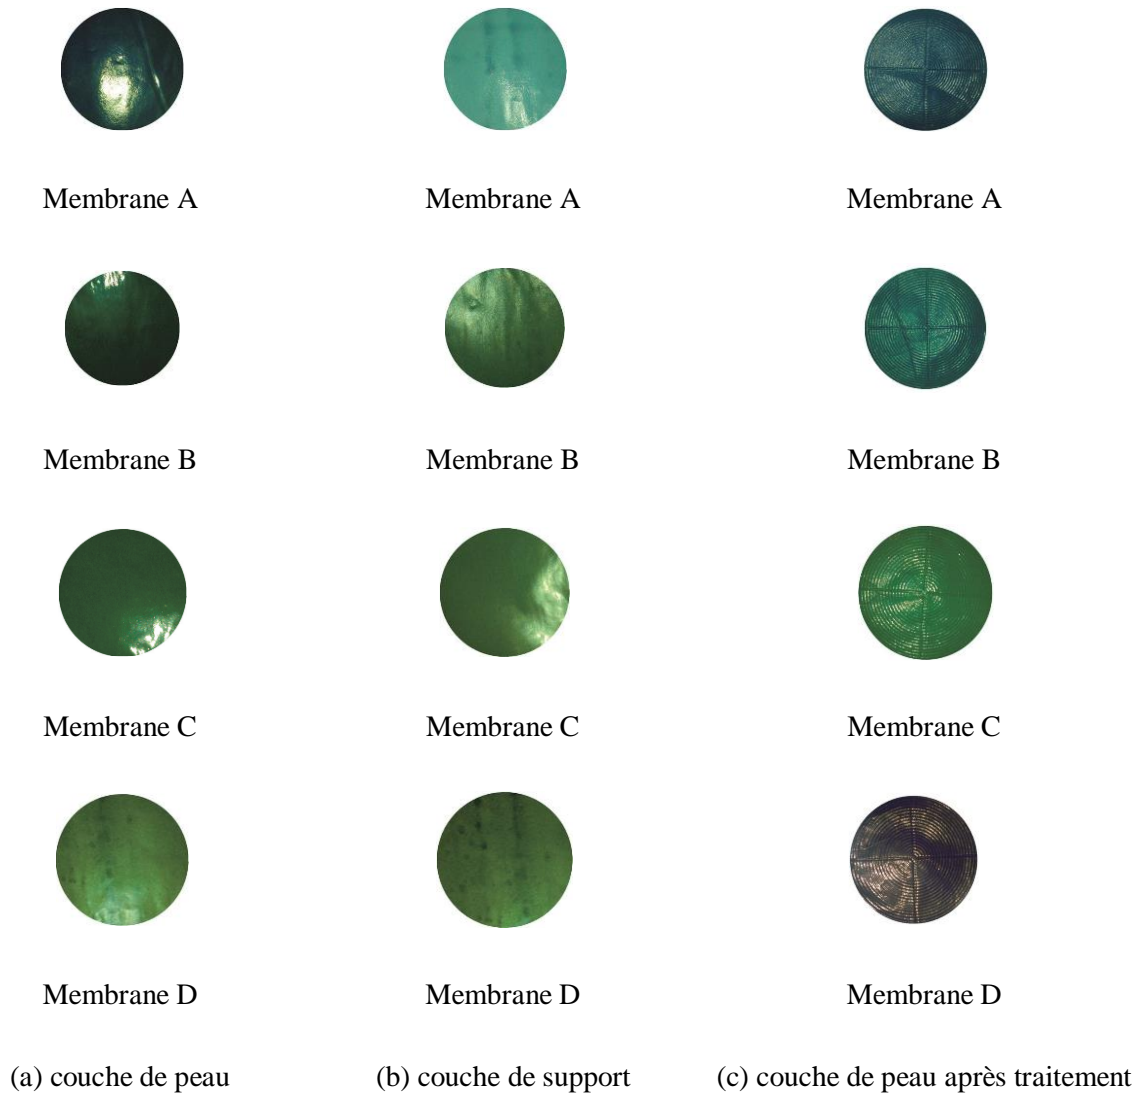 Membrane A Membrane A Membrane A
Membrane B Membrane B Membrane B
Membrane C Membrane C Membrane C
Membrane D Membrane D Membrane D
(a) couche de peau (b) couche de support (c) couche de peau après traitement